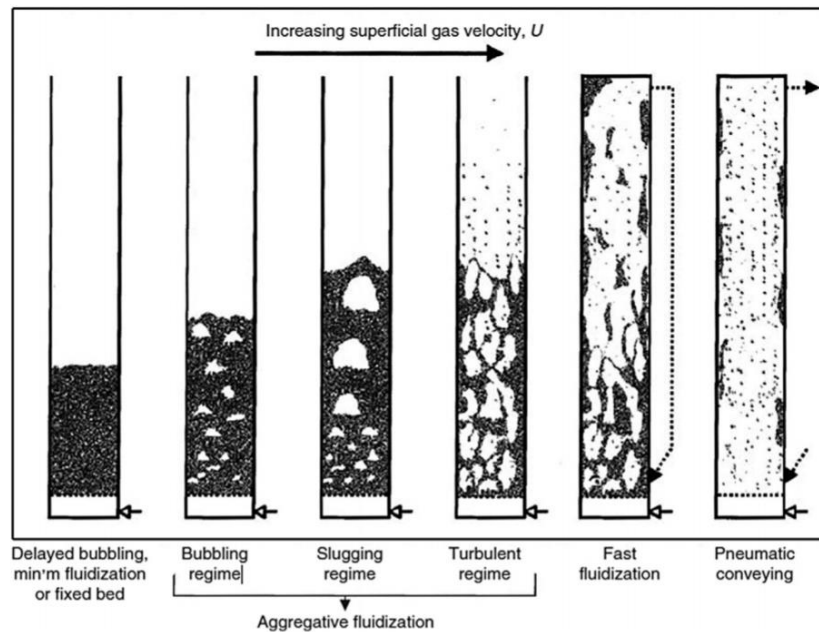 Increasing superficial gas velocity, U
Delayed bubbling,
min'm fluidization
or fixed bed
Bubbling
regime
Slugging
regime
Turbulent
regime
Fast
fluidization
Pneumatic
conveying
Aggregative fluidization